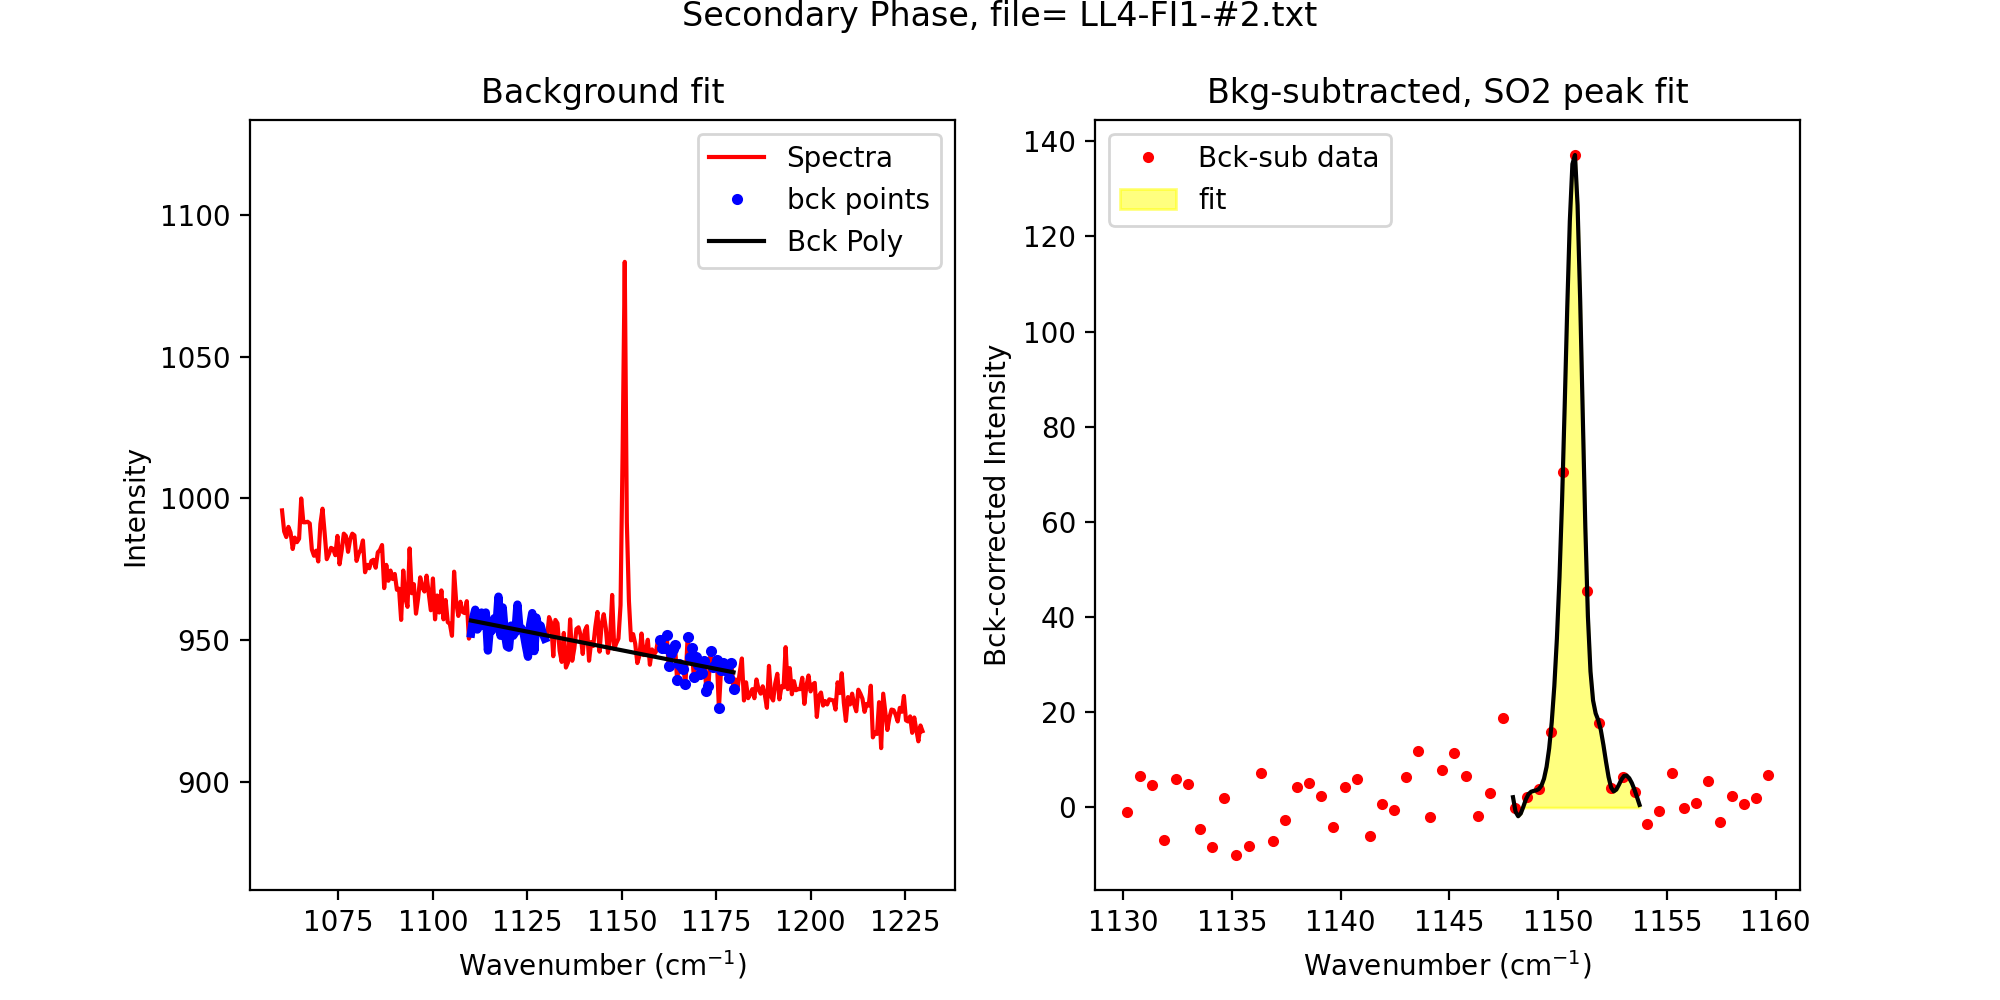 Secondary Phase, file= LL4-FI1-#2.txt
Background fit
Spectra
bck points
Bck Poly
Intensity
1100
1050
1000
950
900
1075 1100 1125 1150 1175 1200 1225
Wavenumber (cm⁻¹)
Bkg-subtracted, SO2 peak fit
Bck-sub data
fit
Bck-corrected Intensity
140
120
100
80
60
40
20
0
1130 1135 1140 1145 1150 1155 1160
Wavenumber (cm⁻¹)